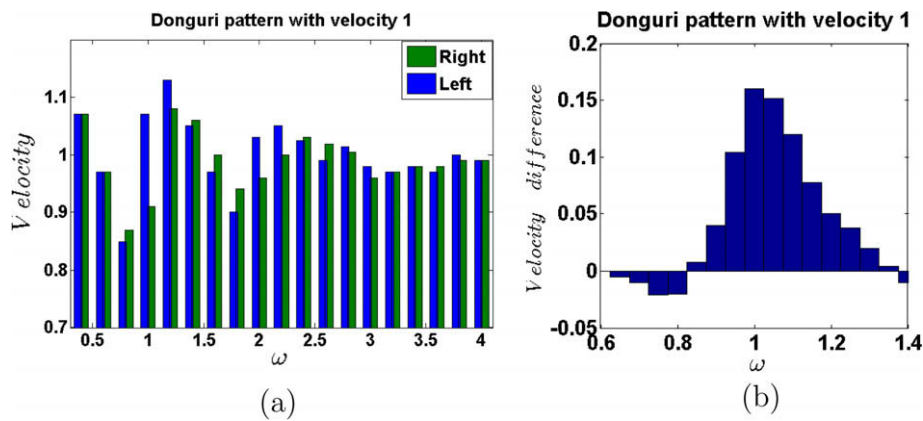 Donguri pattern with velocity 1
Right
Left
1.1
1
0.9
0.8
0.7
Velocity
0.5 1 1.5 2 2.5 3 3.5 4
ω
(a)
Donguri pattern with velocity 1
0.2
0.15
0.1
0.05
0
-0.05
Velocity difference
0.6 0.8 1 1.2 1.4
ω
(b)